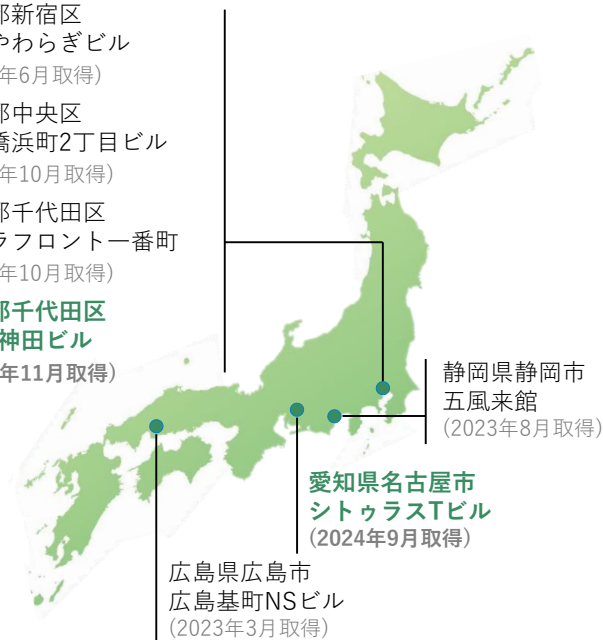 部新宿区
やわらぎビル
年6月取得)
部中央区
橋浜町2丁目ビル
年10月取得)
部千代田区
ラフロント一番町
年10月取得)
部千代田区
神田ビル
年11月取得)
静岡県静岡市
五風来館
(2023年8月取得)
愛知県名古屋市
シトゥラスTビル
(2024年9月取得)
広島県広島市
広島基町NSビル
(2023年3月取得)